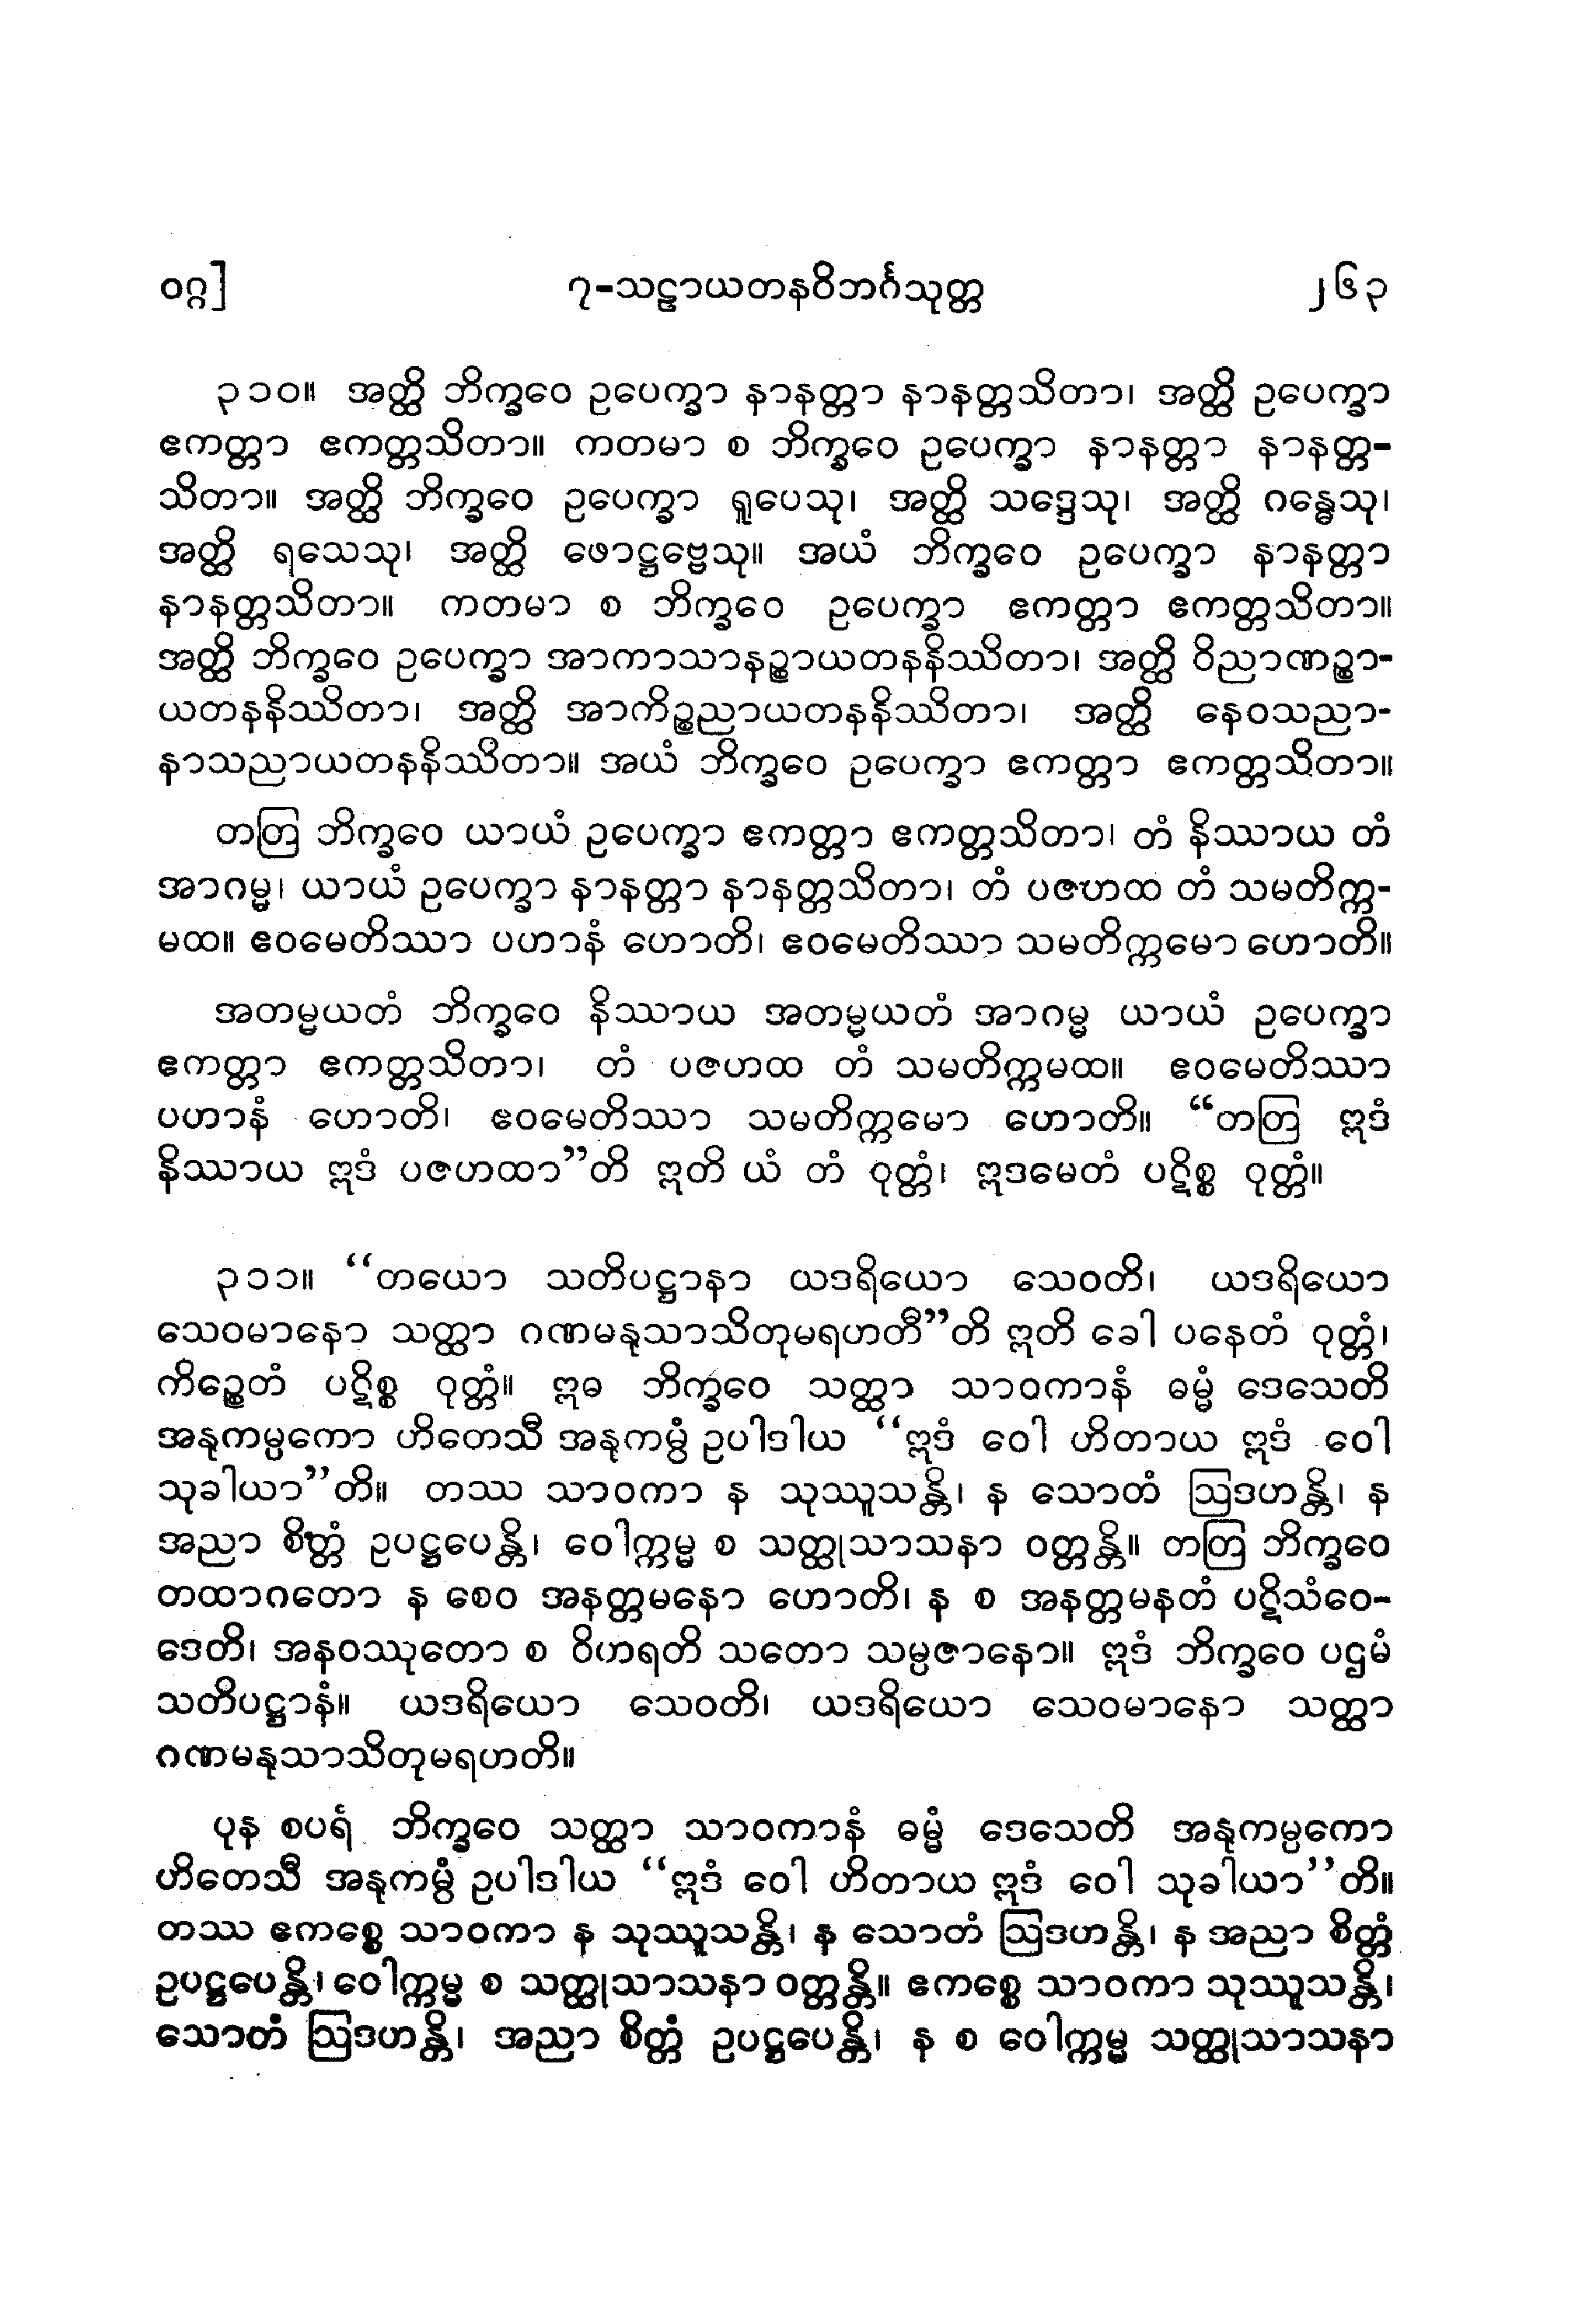 ဝဂ္ဂ] ၇-သဠာယတနဝိဘင်္ဂသုတ္တ ၂၆၃
၃၁၀။ အတ္ထိ ဘိက္ခဝေ ဥပေက္ခာ နာနတ္တာ နာနတ္တသိတာ၊ အတ္ထိ ဥပေက္ခာ
ဧကတ္တာ ဧကတ္တသိတာ။ ကတမာ စ ဘိက္ခဝေ ဥပေက္ခာ နာနတ္တာ နာနတ္တ-
သိတာ။ အတ္ထိ ဘိက္ခဝေ ဥပေက္ခာ ရူပေသု၊ အတ္ထိ သဒ္ဒေသု၊ အတ္ထိ ဂန္ဓေသု၊
အတ္ထိ ရသေသု၊ အတ္ထိ ဖောဋ္ဌဗ္ဗေသု။ အယံ ဘိက္ခဝေ ဥပေက္ခာ နာနတ္တာ
နာနတ္တသိတာ။ ကတမာ စ ဘိက္ခဝေ ဥပေက္ခာ ဧကတ္တာ ဧကတ္တသိတာ။
အတ္ထိ ဘိက္ခဝေ ဥပေက္ခာ အာကာသာနဉ္စာယတနနိဿိတာ၊ အတ္ထိ ဝိညာဏဉ္စာ-
ယတနနိဿိတာ၊ အတ္ထိ အာကိဉ္စညာယတနနိဿိတာ၊ အတ္ထိ နေဝသညာ-
နာသညာယတနနိဿိတာ။ အယံ ဘိက္ခဝေ ဥပေက္ခာ ဧကတ္တာ ဧကတ္တသိတာ။
တတြ ဘိက္ခဝေ ယာယံ ဥပေက္ခာ ဧကတ္တာ ဧကတ္တသိတာ၊ တံ နိဿာယ တံ
အာဂမ္မ၊ ယာယံ ဥပေက္ခာ နာနတ္တာ နာနတ္တသိတာ၊ တံ ပဇဟထ တံ သမတိက္က-
မထ။ ဧဝမေတိဿာ ပဟာနံ ဟောတိ၊ ဧဝမေတိဿာ သမတိက္ကမော ဟောတိ။
အတမ္မယတံ ဘိက္ခဝေ နိဿာယ အတမ္မယတံ အာဂမ္မ ယာယံ ဥပေက္ခာ
ဧကတ္တာ ဧကတ္တသိတာ၊ တံ ပဇဟထ တံ သမတိက္ကမထ။ ဧဝမေတိဿာ
ပဟာနံ ဟောတိ၊ ဧဝမေတိဿာ သမတိက္ကမော ဟောတိ။ “တတြ ဣဒံ
နိဿာယ ဣဒံ ပဇဟထာ”တိ ဣတိ ယံ တံ ဝုတ္တံ၊ ဣဒမေတံ ပဋိစ္စ ဝုတ္တံ။
၃၁၁။ “တယော သတိပဋ္ဌာနာ ယဒရိယော သေဝတိ၊ ယဒရိယော
သေဝမာနော သတ္ထာ ဂဏမနုသာသိတုမရဟတီ”တိ ဣတိ ခေါ ပနေတံ ဝုတ္တံ၊
ကိဉ္စေတံ ပဋိစ္စ ဝုတ္တံ။ ဣဓ ဘိက္ခဝေ သတ္ထာ သာဝကာနံ ဓမ္မံ ဒေသေတိ
အနုကမ္ပကော ဟိတေသီ အနုကမ္ပံ ဥပါဒါယ “ဣဒံ ဝေါ ဟိတာယ ဣဒံ ဝေါ
သုခါယာ”တိ။ တဿ သာဝကာ န သုဿူသန္တိ၊ န သောတံ ဩဒဟန္တိ၊ န
အညာ စိတ္တံ ဥပဋ္ဌပေန္တိ၊ ဝေါက္ကမ္မ စ သတ္ထုသာသနာ ဝတ္တန္တိ။ တတြ ဘိက္ခဝေ
တထာဂတော န စေဝ အနတ္တမနော ဟောတိ၊ န စ အနတ္တမနတံ ပဋိသံဝေ-
ဒေတိ၊ အနဝဿုတော စ ဝိဟရတိ သတော သမ္ပဇာနော။ ဣဒံ ဘိက္ခဝေ ပဌမံ
သတိပဋ္ဌာနံ။ ယဒရိယော သေဝတိ၊ ယဒရိယော သေဝမာနော သတ္ထာ
ဂဏမနုသာသိတုမရဟတိ။
ပုန စပရံ ဘိက္ခဝေ သတ္ထာ သာဝကာနံ ဓမ္မံ ဒေသေတိ အနုကမ္ပကော
ဟိတေသီ အနုကမ္ပံ ဥပါဒါယ “ဣဒံ ဝေါ ဟိတာယ ဣဒံ ဝေါ သုခါယာ”တိ။
တဿ ဧကစ္စေ သာဝကာ န သုဿူသန္တိ၊ န သောတံ ဩဒဟန္တိ၊ န အညာ စိတ္တံ
ဥပဋ္ဌပေန္တိ၊ ဝေါက္ကမ္မ စ သတ္ထုသာသနာ ဝတ္တန္တိ။ ဧကစ္စေ သာဝကာ သုဿူသန္တိ၊
သောတံ ဩဒဟန္တိ၊ အညာ စိတ္တံ ဥပဋ္ဌပေန္တိ၊ န စ ဝေါက္ကမ္မ သတ္ထုသာသနာ